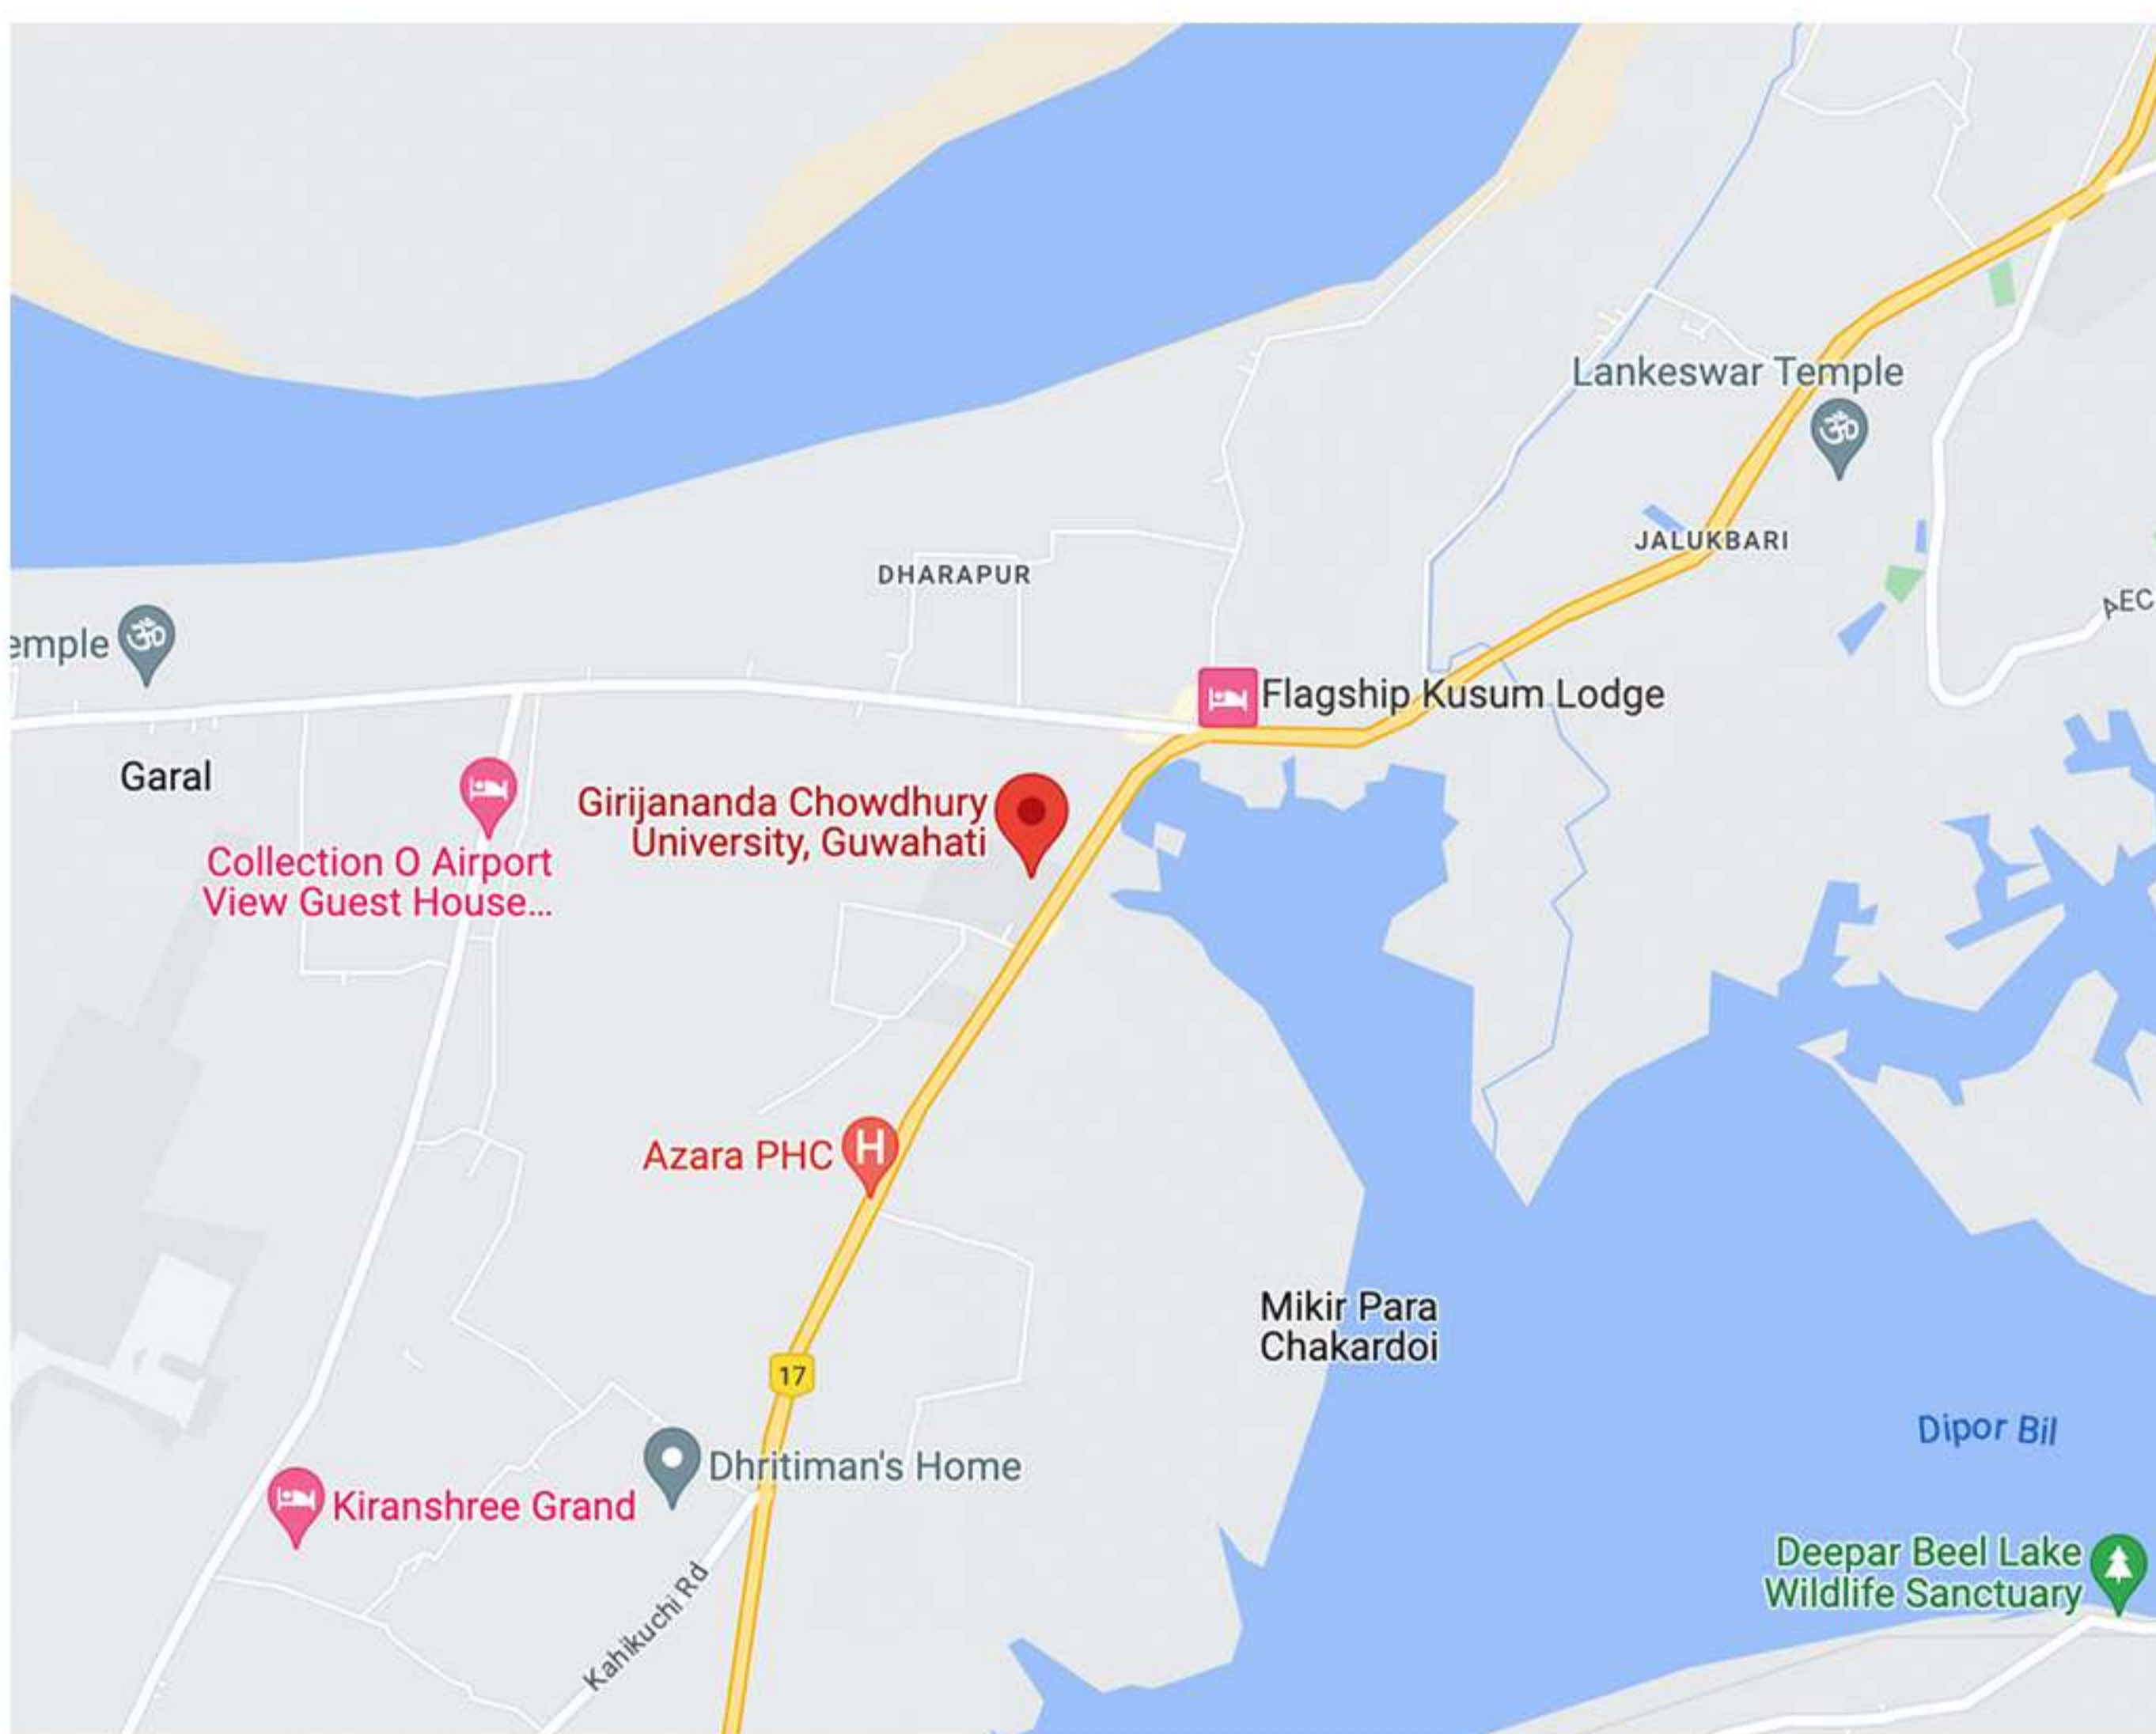 Lankeswar Temple
JALUKBARI
DHARAPUR
AEC
emple
Flagship Kusum Lodge
Garal
Girijananda Chowdhury
University, Guwahati
Collection O Airport
View Guest House...
Azara PHC
H
Mikir Para
Chakardoi
17
Dipor Bil
Dhritiman's Home
Kiranshree Grand
Deepar Beel Lake
Wildlife Sanctuary
Kahikuchi Rd
ॐ
ॐ